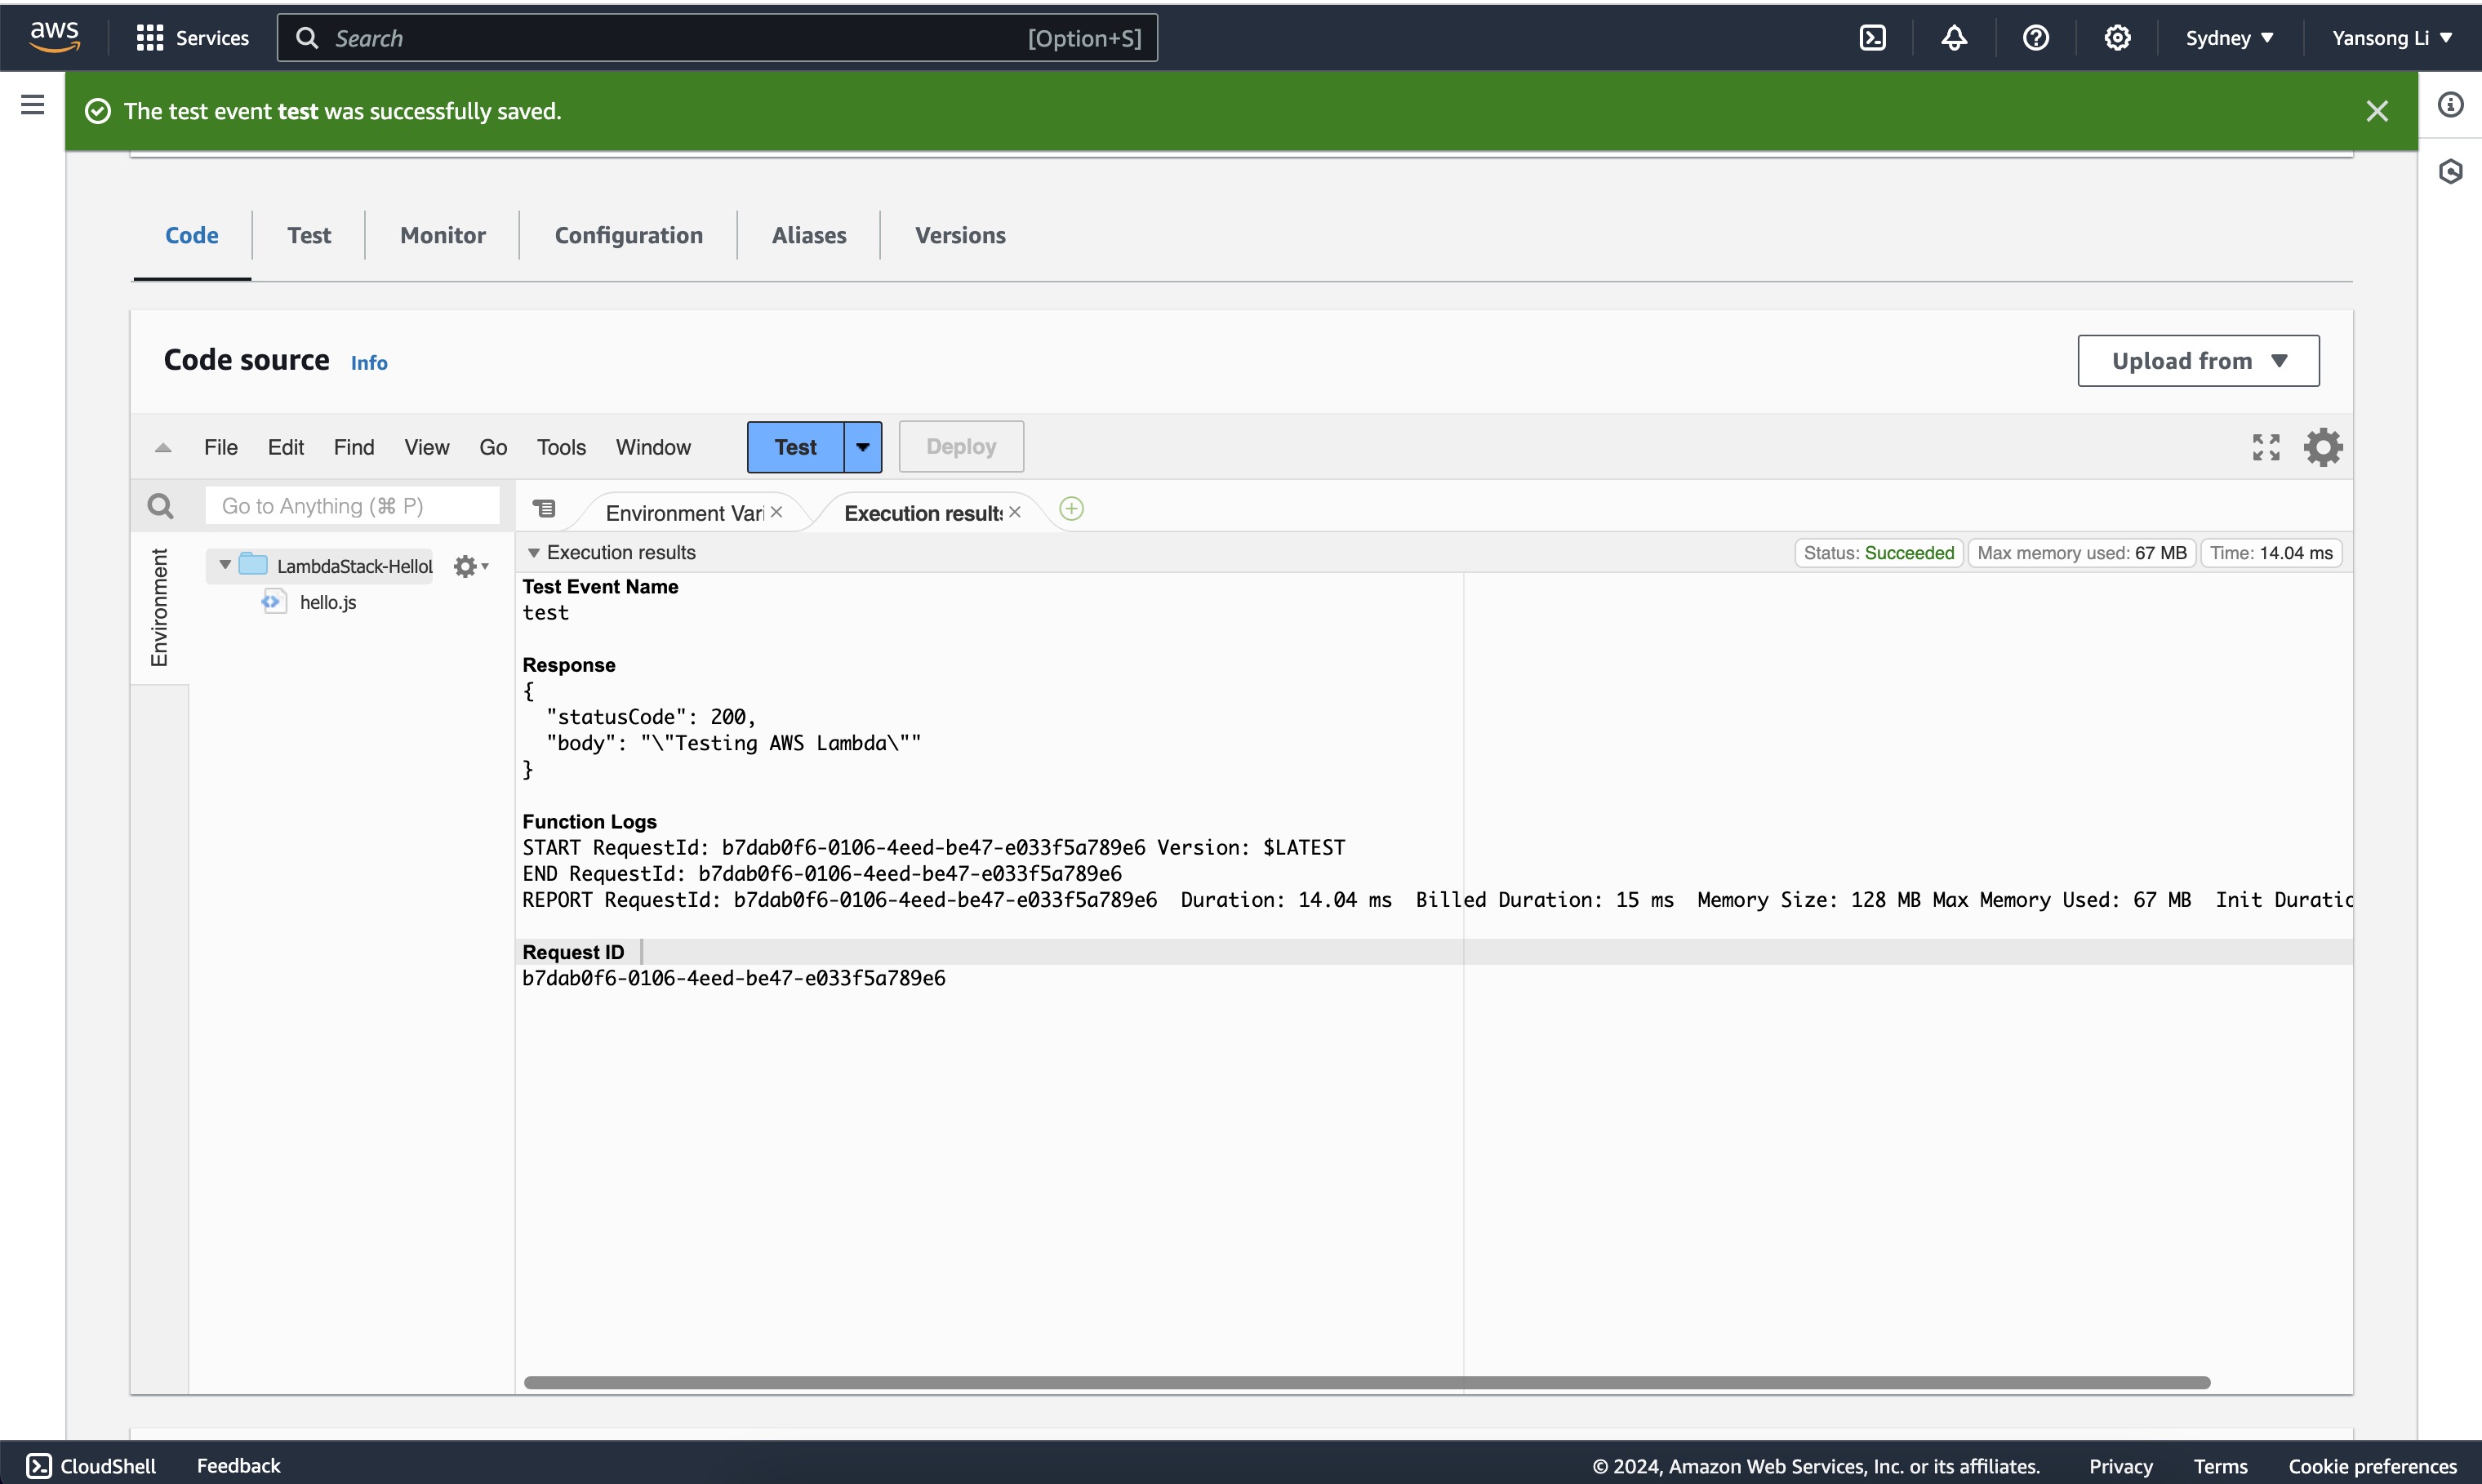 aws Services Search [Option+S] Sydney Yansong Li
The test event test was successfully saved.
Code Test Monitor Configuration Aliases Versions
Code source Info Upload from
File Edit Find View Go Tools Window Test Deploy
Go to Anything (⌘ P) Environment Vari Execution results
Execution results Status: Succeeded Max memory used: 67 MB Time: 14.04 ms
Environment
LambdaStack-HelloL
hello.js
Test Event Name
test
Response
{
"statusCode": 200,
"body": "\"Testing AWS Lambda\""
}
Function Logs
START RequestId: b7dab0f6-0106-4eed-be47-e033f5a789e6 Version: $LATEST
END RequestId: b7dab0f6-0106-4eed-be47-e033f5a789e6
REPORT RequestId: b7dab0f6-0106-4eed-be47-e033f5a789e6 Duration: 14.04 ms Billed Duration: 15 ms Memory Size: 128 MB Max Memory Used: 67 MB Init Duratic
Request ID
b7dab0f6-0106-4eed-be47-e033f5a789e6
CloudShell Feedback © 2024, Amazon Web Services, Inc. or its affiliates. Privacy Terms Cookie preferences